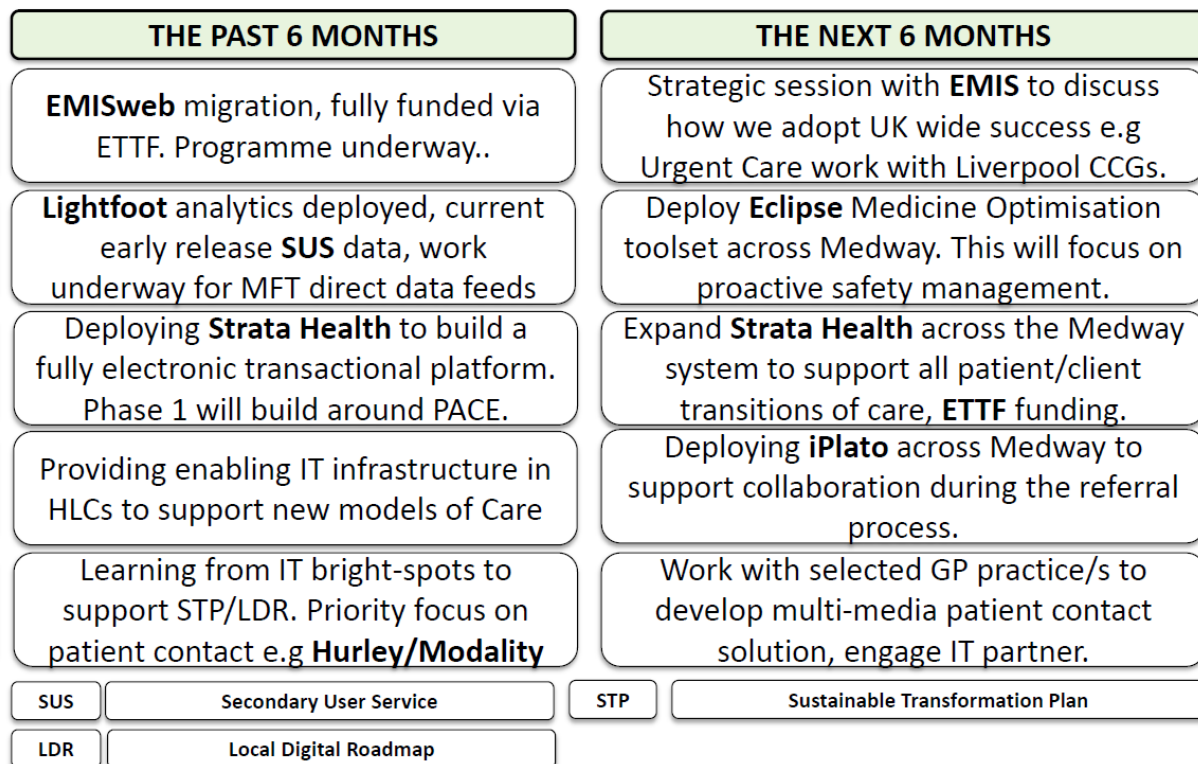 THE PAST 6 MONTHS
EMISweb migration, fully funded via
ETTF. Programme underway..
Lightfoot analytics deployed, current
early release SUS data, work
underway for MFT direct data feeds
Deploying Strata Health to build a
fully electronic transactional platform.
Phase 1 will build around PACE.
Providing enabling IT infrastructure in
HLCs to support new models of Care
Learning from IT bright-spots to
support STP/LDR. Priority focus on
patient contact e.g Hurley/Modality
THE NEXT 6 MONTHS
Strategic session with EMIS to discuss
how we adopt UK wide success e.g
Urgent Care work with Liverpool CCGs.
Deploy Eclipse Medicine Optimisation
toolset across Medway. This will focus on
proactive safety management.
Expand Strata Health across the Medway
system to support all patient/client
transitions of care, ETTF funding.
Deploying iPlato across Medway to
support collaboration during the referral
process.
Work with selected GP practice/s to
develop multi-media patient contact
solution, engage IT partner.
SUS Secondary User Service
STP Sustainable Transformation Plan
LDR Local Digital Roadmap